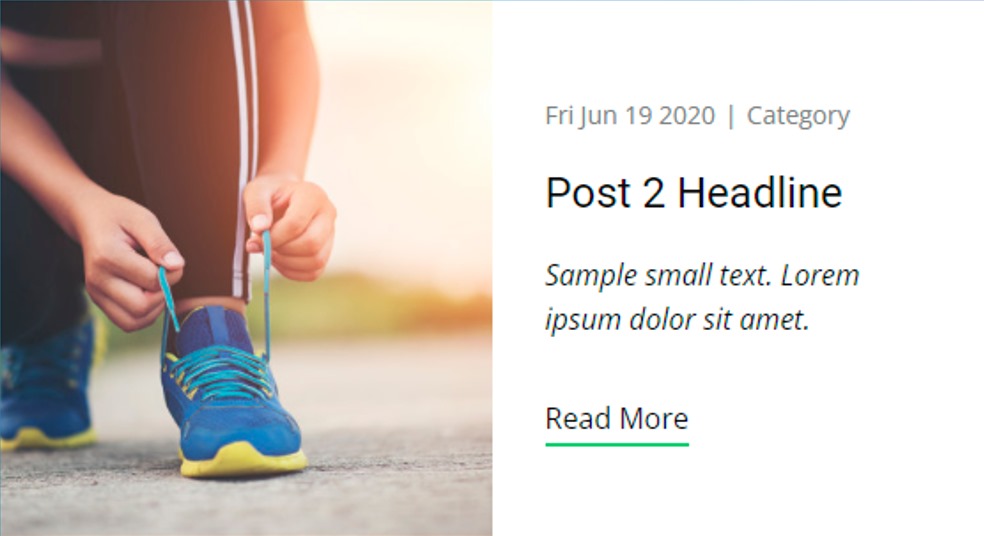 Fri Jun 19 2020 | Category
Post 2 Headline
Sample small text. Lorem
ipsum dolor sit amet.
Read More